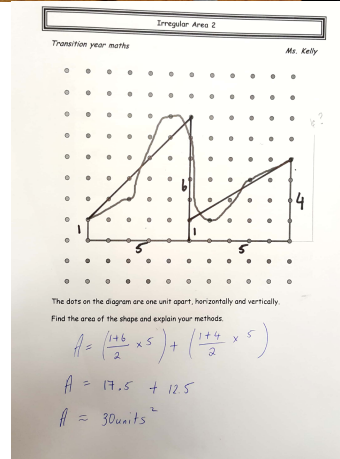 Irregular Area 2
Transition year maths
Ms. Kelly
6
1
1
4
5
5
The dots on the diagram are one unit apart, horizontally and vertically.
Find the area of the shape and explain your methods.
A = (1+6/2 × 5) + (1+4/2 × 5)
A = 17.5 + 12.5
A = 30units²